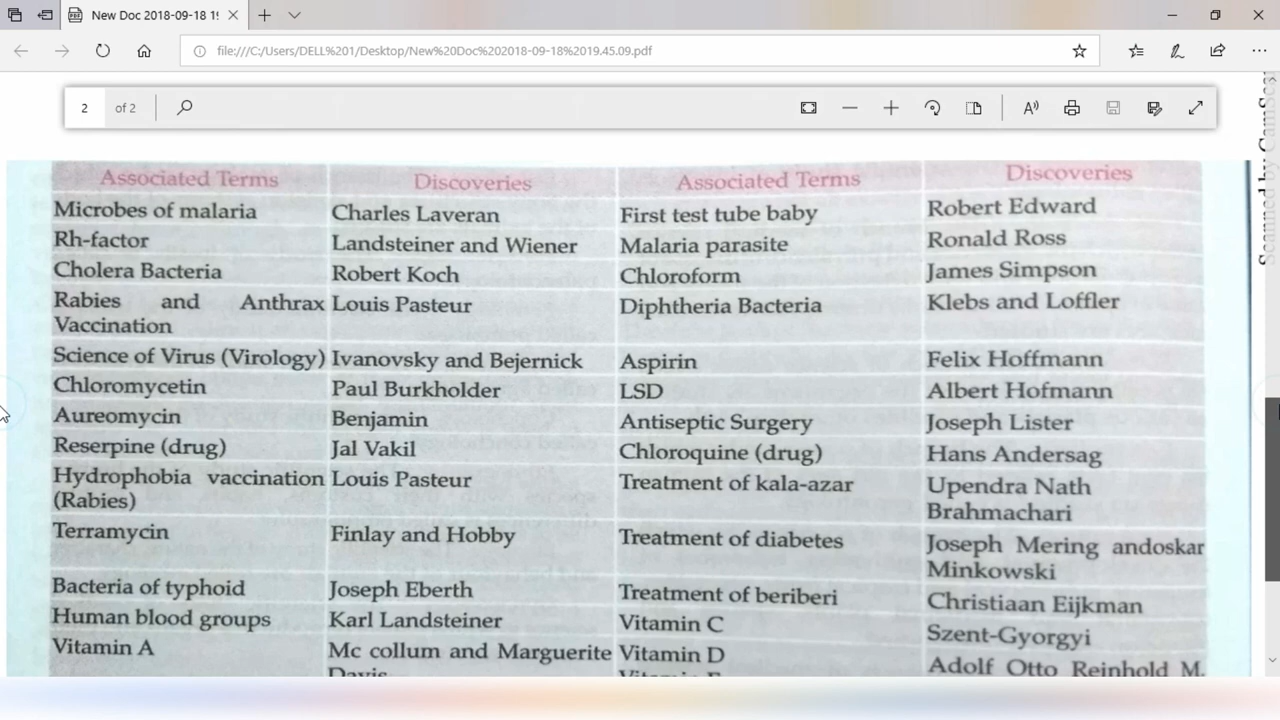 New Doc 2018-09-18 19
file:///C:/Users/DELL%201/Desktop/New%20Doc%202018-09-18%2019.45.09.pdf
2 of 2
Associated Terms Discoveries Associated Terms Discoveries
Microbes of malaria Charles Laveran First test tube baby Robert Edward
Rh-factor Landsteiner and Wiener Malaria parasite Ronald Ross
Cholera Bacteria Robert Koch Chloroform James Simpson
Rabies and Anthrax Louis Pasteur Diphtheria Bacteria Klebs and Loffler
Vaccination
Science of Virus (Virology) Ivanovsky and Bejernick Aspirin Felix Hoffmann
Chloromycetin Paul Burkholder LSD Albert Hofmann
Aureomycin Benjamin Antiseptic Surgery Joseph Lister
Reserpine (drug) Jal Vakil Chloroquine (drug) Hans Andersag
Hydrophobia vaccination Louis Pasteur Treatment of kala-azar Upendra Nath
(Rabies) Brahmachari
Terramycin Finlay and Hobby Treatment of diabetes Joseph Mering andoskar
Minkowski
Bacteria of typhoid Joseph Eberth Treatment of beriberi Christiaan Eijkman
Human blood groups Karl Landsteiner Vitamin C Szent-Gyorgyi
Vitamin A Mc collum and Marguerite Vitamin D Adolf Otto Reinhold M.
Davis
Scanned by